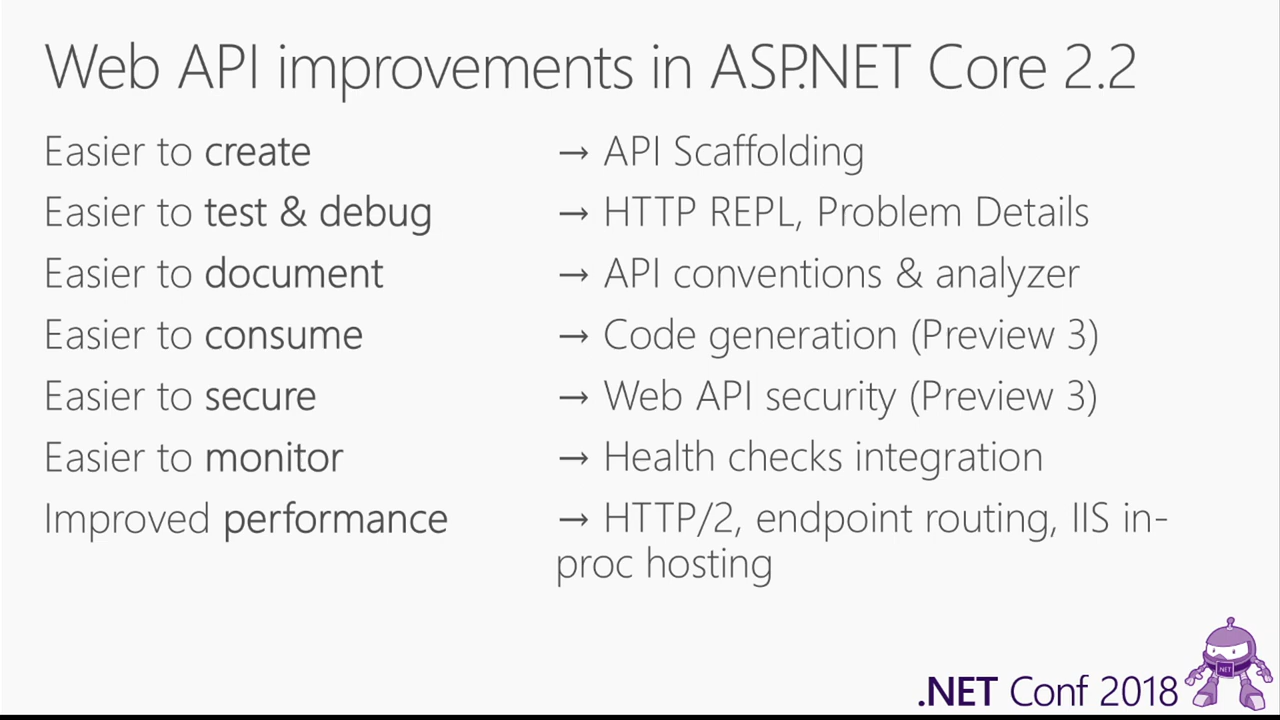 Web API improvements in ASP.NET Core 2.2
Easier to create → API Scaffolding
Easier to test & debug → HTTP REPL, Problem Details
Easier to document → API conventions & analyzer
Easier to consume → Code generation (Preview 3)
Easier to secure → Web API security (Preview 3)
Easier to monitor → Health checks integration
Improved performance → HTTP/2, endpoint routing, IIS in-
proc hosting
.NET Conf 2018
.NET